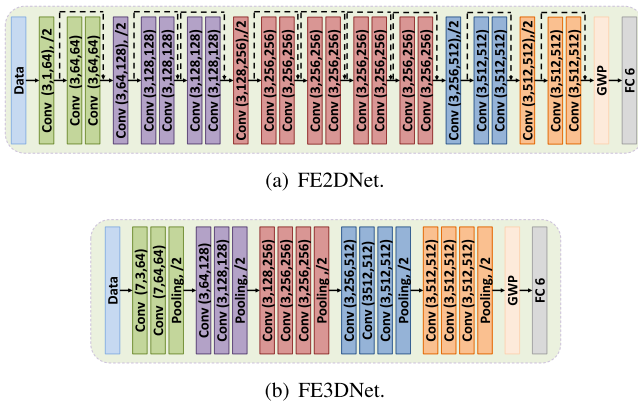 Data
Conv (3,1,64), /2
Conv (3,64,64)
Conv (3,64,64)
Conv (3,64,128), /2
Conv (3,128,128)
Conv (3,128,128)
Conv (3,128,128)
Conv (3,128,128)
Conv (3,128,256), /2
Conv (3,256,256)
Conv (3,256,256)
Conv (3,256,256)
Conv (3,256,256)
Conv (3,256,256)
Conv (3,256,256)
Conv (3,256,256)
Conv (3,256,256)
Conv (3,256,512), /2
Conv (3,512,512)
Conv (3,512,512)
Conv (3,512,512), /2
Conv (3,512,512)
Conv (3,512,512)
GWP
FC 6
(a) FE2DNet.
Data
Conv (7,3,64)
Conv (7,64,64)
Pooling, /2
Conv (3,64,128)
Conv (3,128,128)
Pooling, /2
Conv (3,128,256)
Conv (3,256,256)
Conv (3,256,256)
Pooling ,/2
Conv (3,256,512)
Conv (3512,512)
Conv (3,512,512)
Pooling, /2
Conv (3,512,512)
Conv (3,512,512)
Conv (3,512,512)
Pooling, /2
GWP
FC 6
(b) FE3DNet.